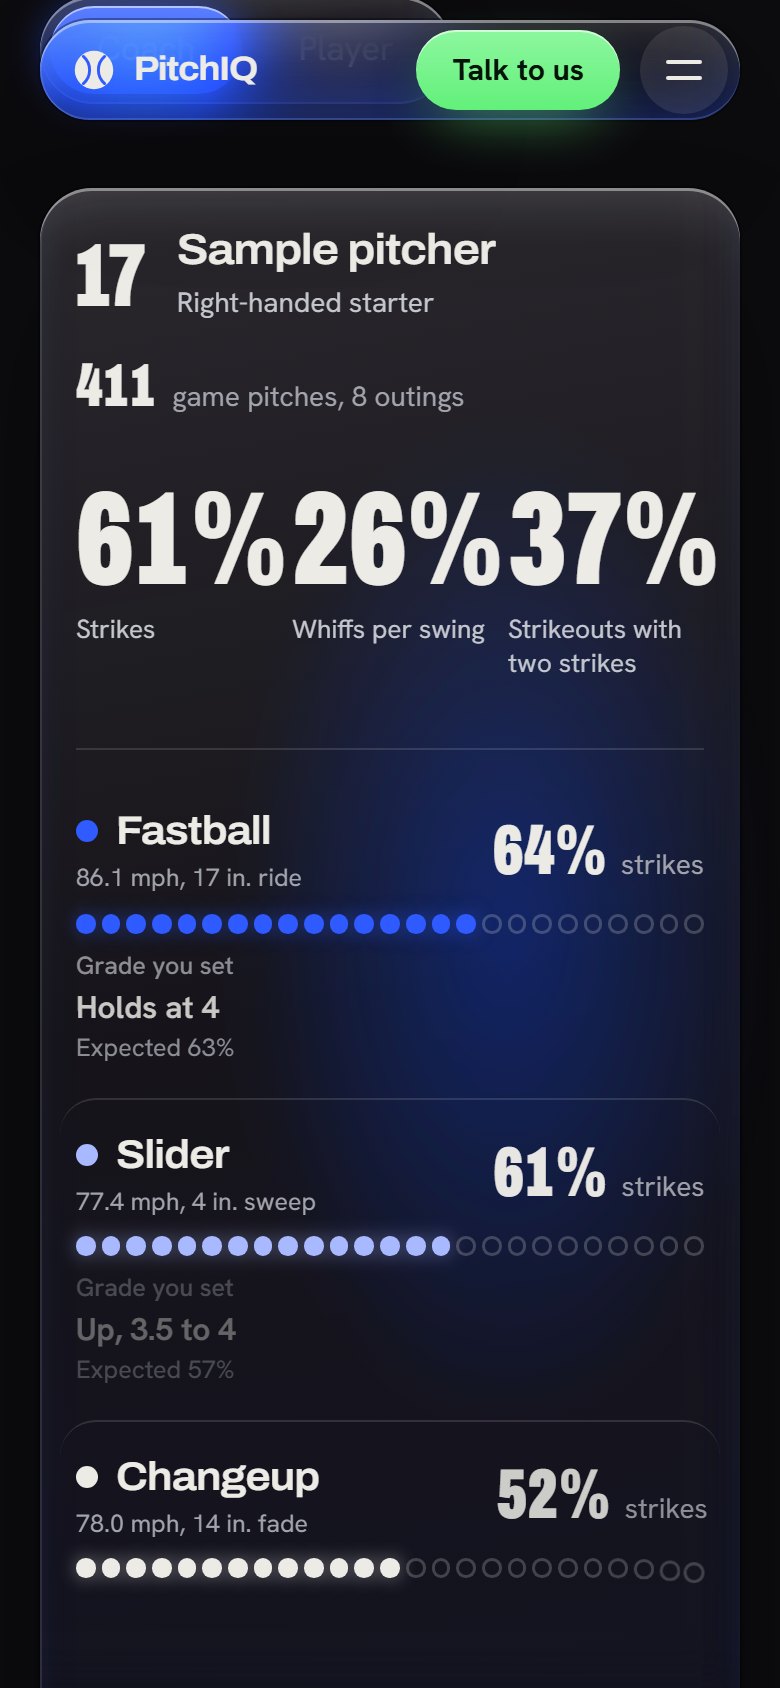 Coach Player
PitchIQ
Talk to us
17
Sample pitcher
Right-handed starter
411 game pitches, 8 outings
61% 26% 37%
Strikes Whiffs per swing Strikeouts with
two strikes
Fastball
86.1 mph, 17 in. ride
64% strikes
Grade you set
Holds at 4
Expected 63%
Slider
77.4 mph, 4 in. sweep
61% strikes
Grade you set
Up, 3.5 to 4
Expected 57%
Changeup
78.0 mph, 14 in. fade
52% strikes